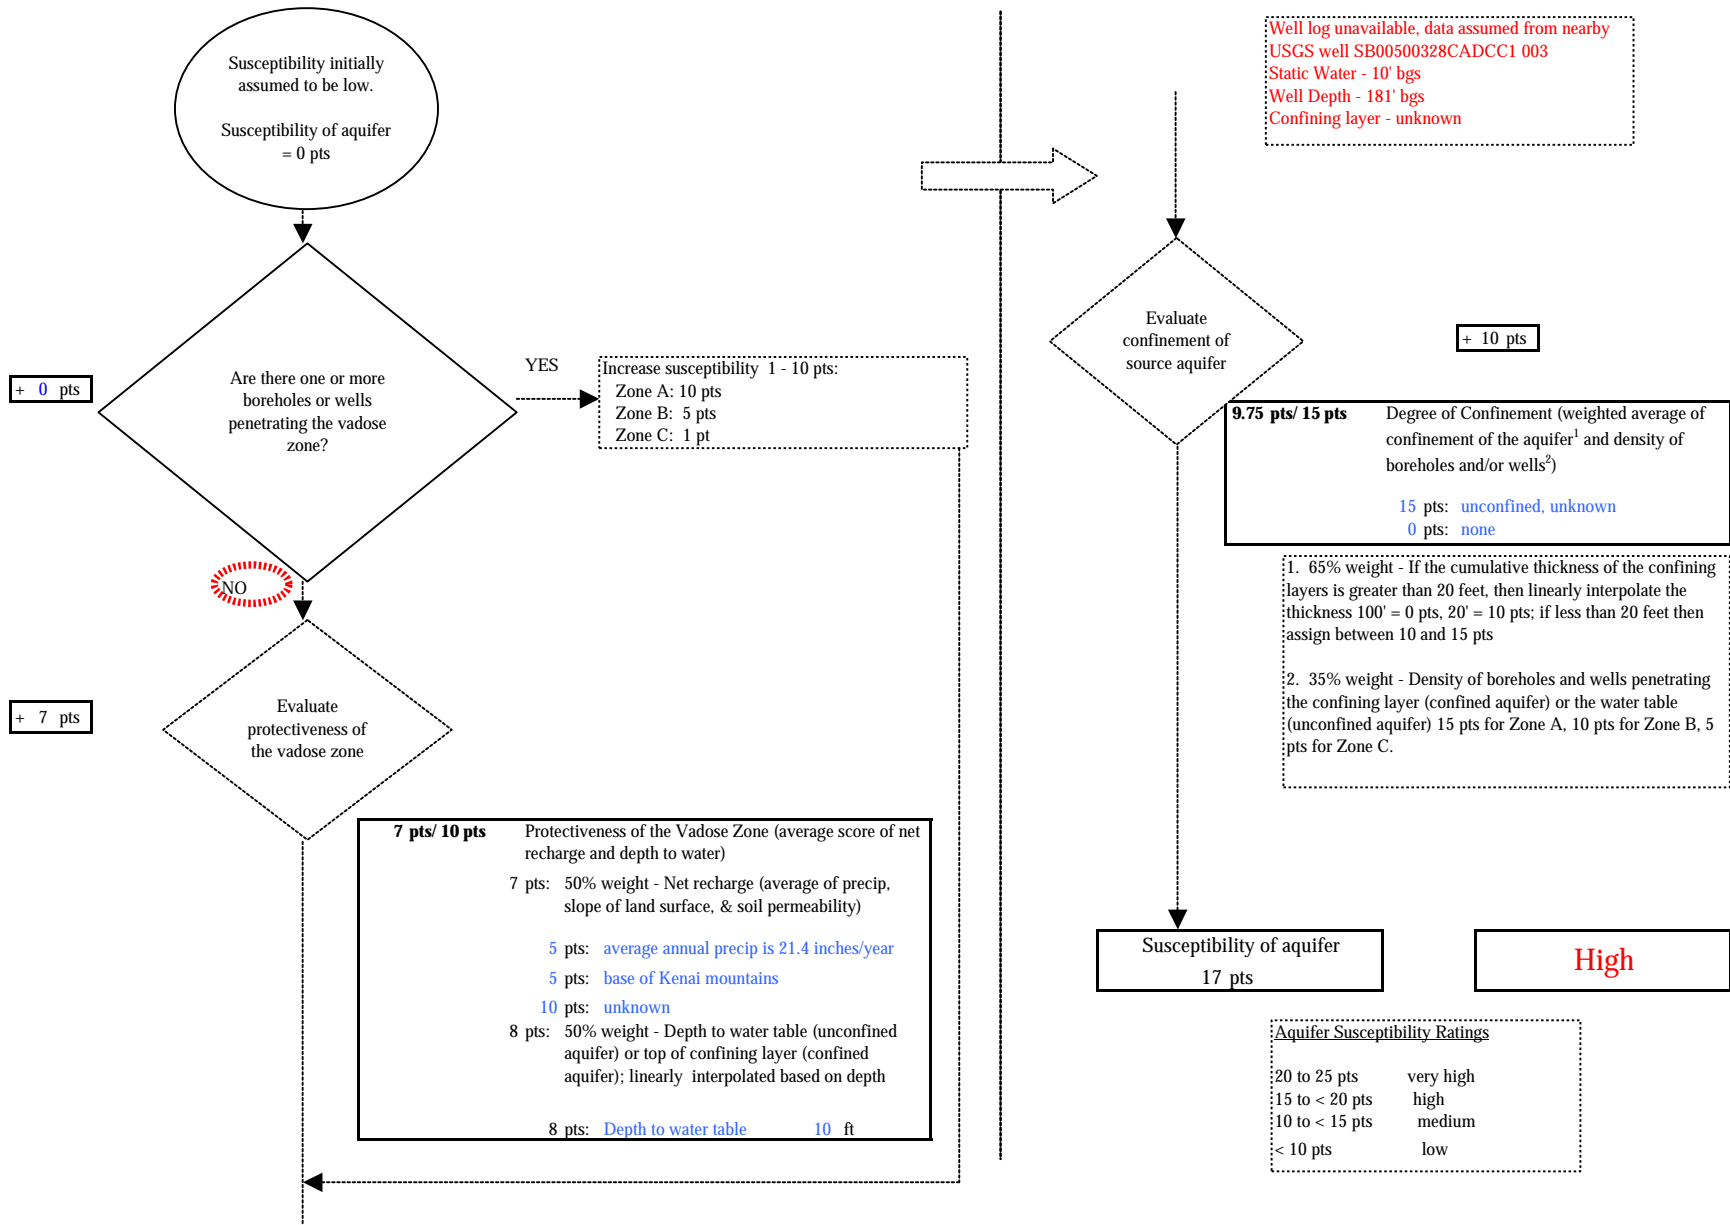 Susceptibility initially
assumed to be low.
Susceptibility of aquifer
= 0 pts
+ 0 pts
Are there one or more
boreholes or wells
penetrating the vadose
zone?
YES
Increase susceptibility 1 - 10 pts:
Zone A: 10 pts
Zone B: 5 pts
Zone C: 1 pt
NO
+ 7 pts
Evaluate
protectiveness of
the vadose zone
7 pts/ 10 pts Protectiveness of the Vadose Zone (average score of net
recharge and depth to water)
7 pts: 50% weight - Net recharge (average of precip,
slope of land surface, & soil permeability)
5 pts: average annual precip is 21.4 inches/year
5 pts: base of Kenai mountains
10 pts: unknown
8 pts: 50% weight - Depth to water table (unconfined
aquifer) or top of confining layer (confined
aquifer); linearly interpolated based on depth
8 pts: Depth to water table 10 ft
Well log unavailable, data assumed from nearby
USGS well SB00500328CADCC1 003
Static Water - 10' bgs
Well Depth - 181' bgs
Confining layer - unknown
Evaluate
confinement of
source aquifer
+ 10 pts
9.75 pts/ 15 pts Degree of Confinement (weighted average of
confinement of the aquifer¹ and density of
boreholes and/or wells²)
15 pts: unconfined, unknown
0 pts: none
1. 65% weight - If the cumulative thickness of the confining
layers is greater than 20 feet, then linearly interpolate the
thickness 100' = 0 pts, 20' = 10 pts; if less than 20 feet then
assign between 10 and 15 pts
2. 35% weight - Density of boreholes and wells penetrating
the confining layer (confined aquifer) or the water table
(unconfined aquifer) 15 pts for Zone A, 10 pts for Zone B, 5
pts for Zone C.
Susceptibility of aquifer
17 pts
High
Aquifer Susceptibility Ratings
20 to 25 pts very high
15 to < 20 pts high
10 to < 15 pts medium
< 10 pts low